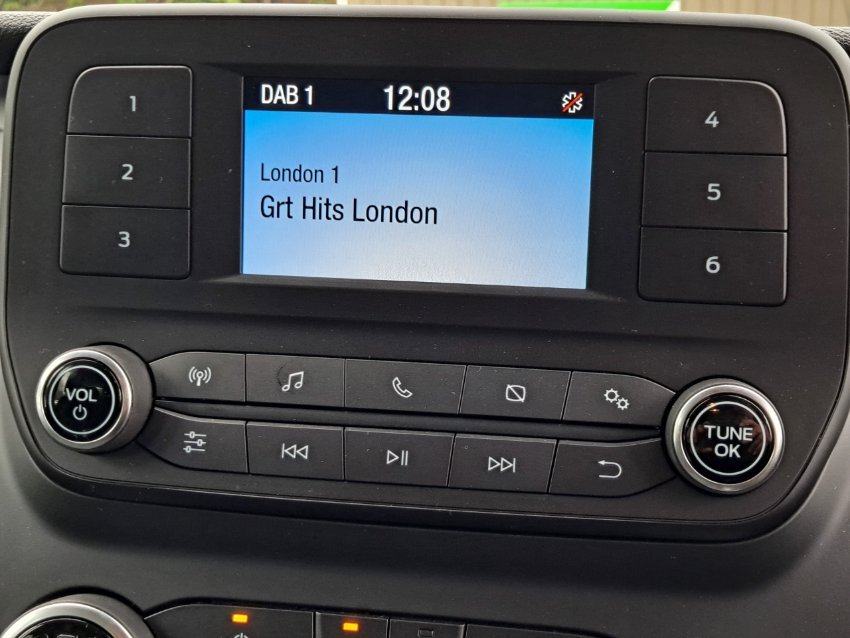 DAB 1 12:08
London 1
Grt Hits London
1
2
3
4
5
6
VOL
TUNE
OK